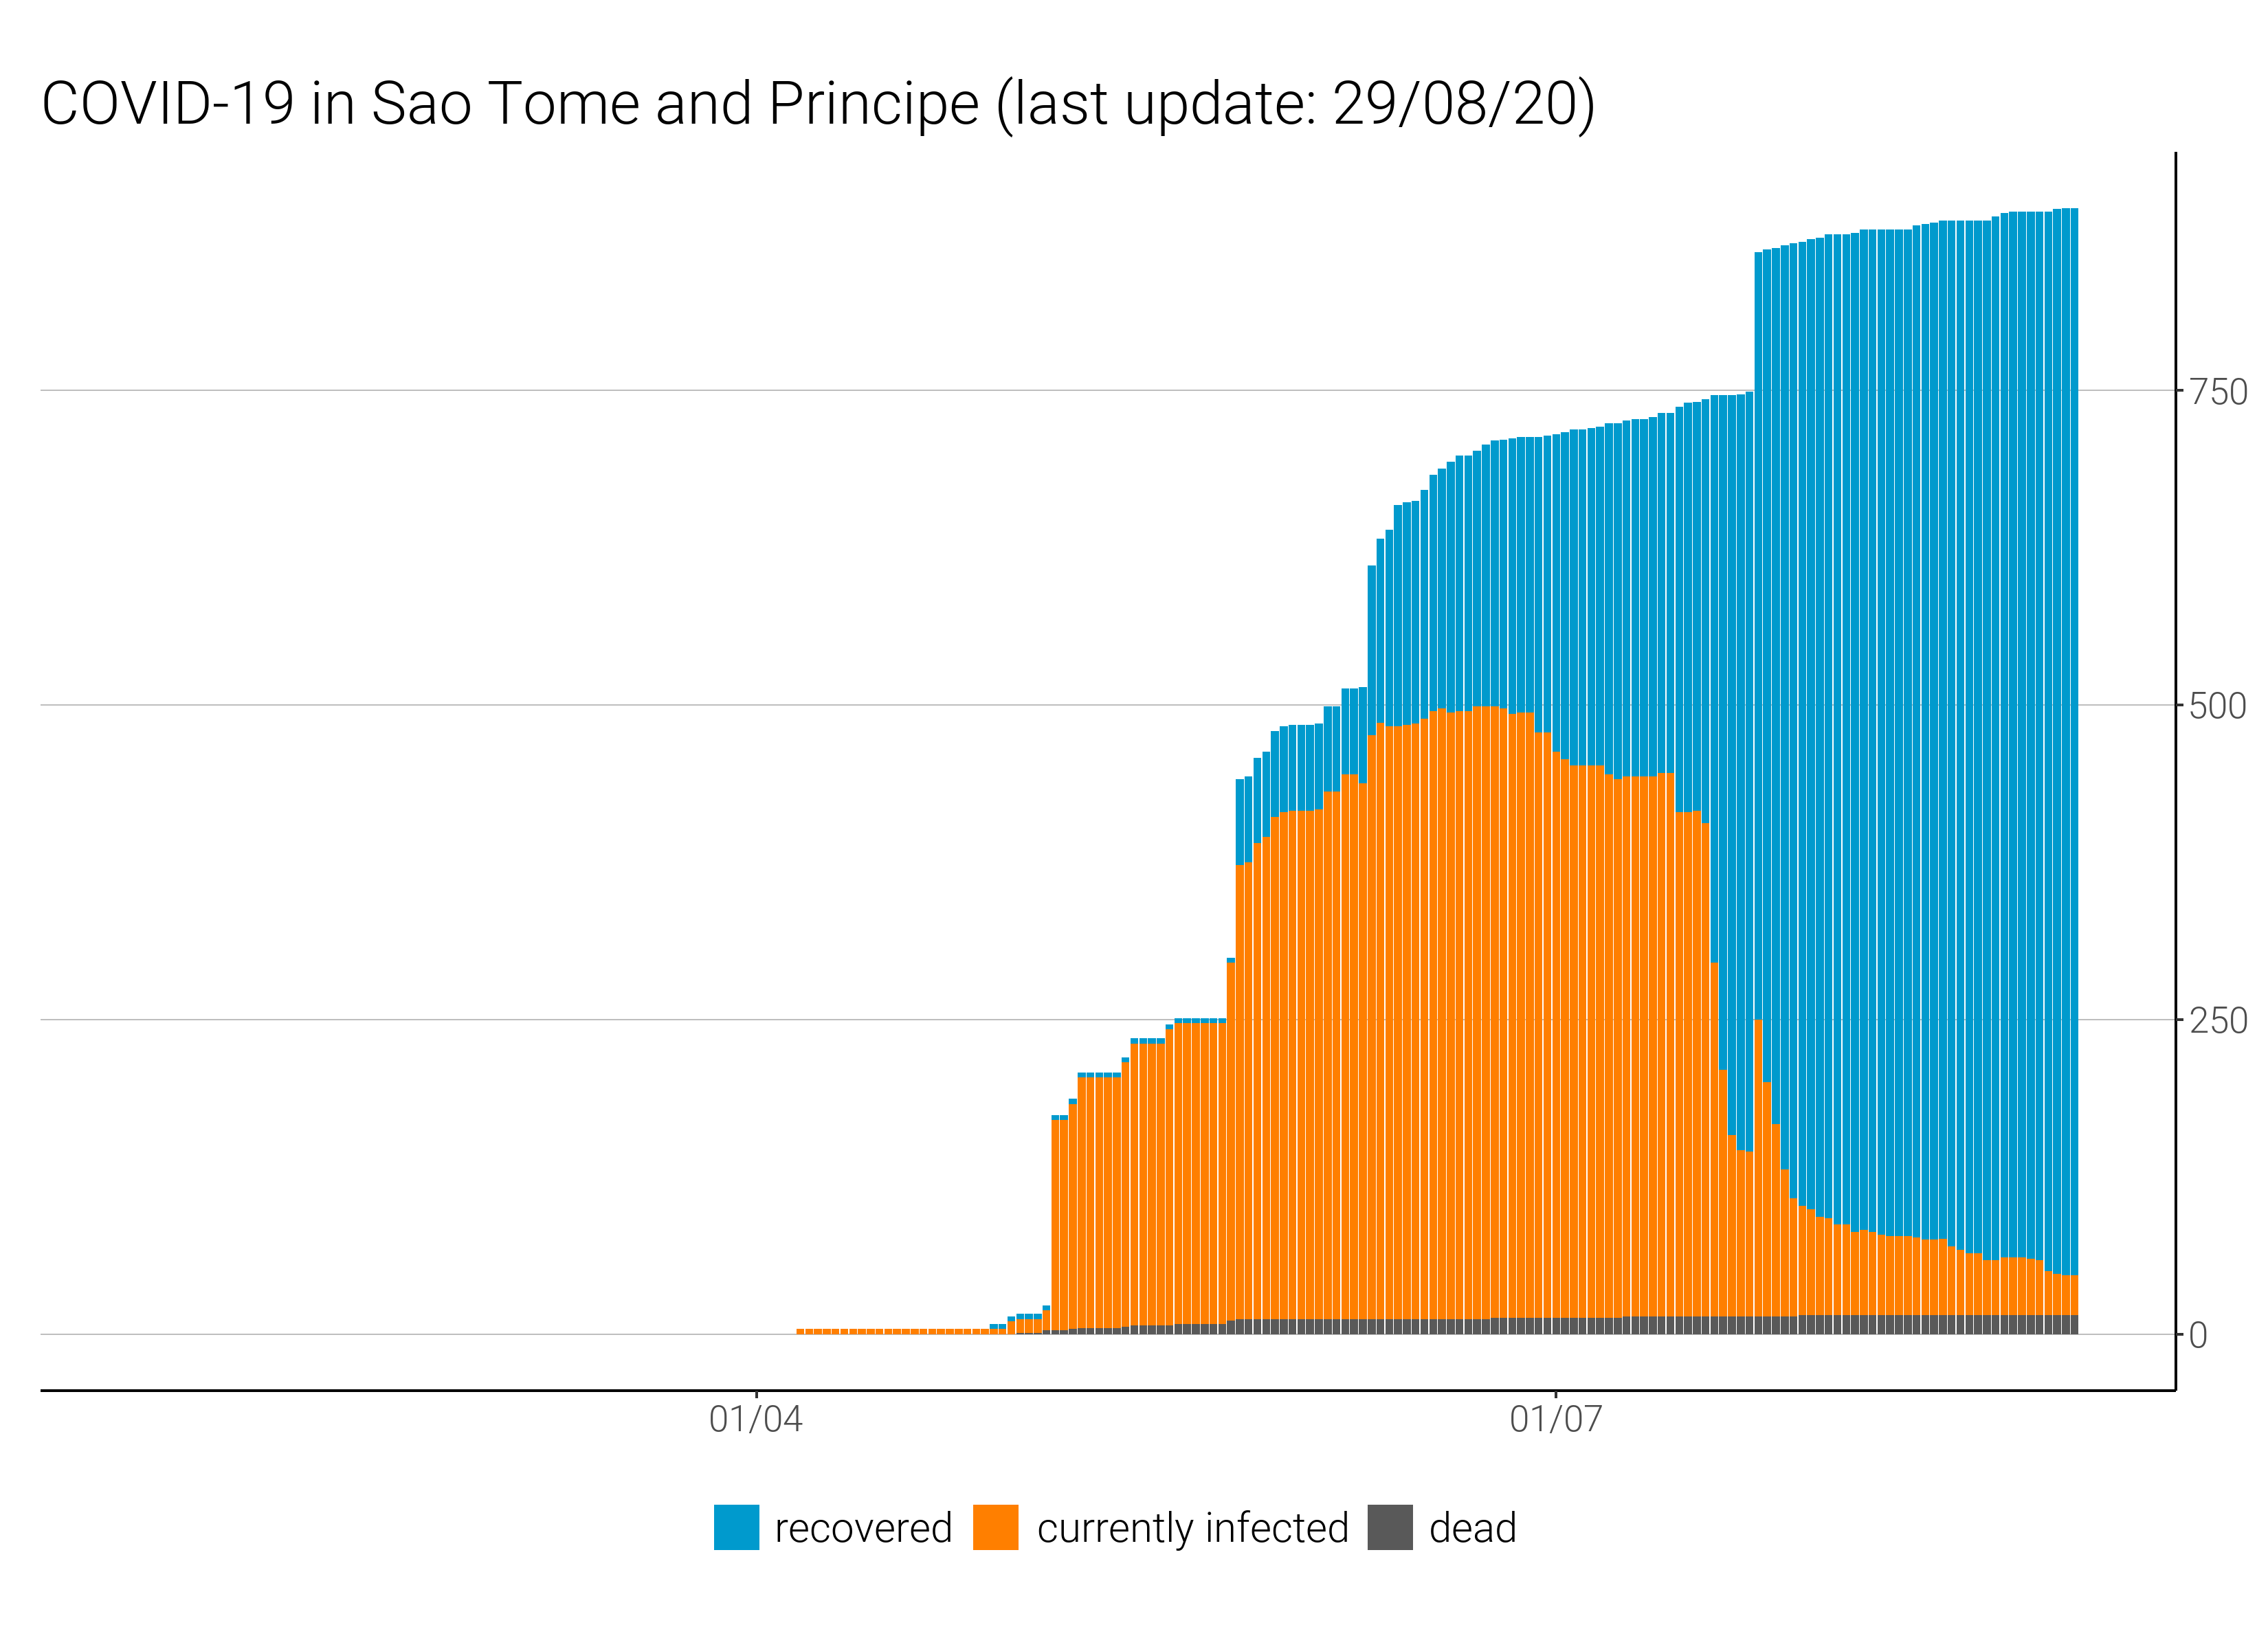 COVID-19 in Sao Tome and Principe (last update: 29/08/20)
750
500
250
0
01/04 01/07
recovered currently infected dead